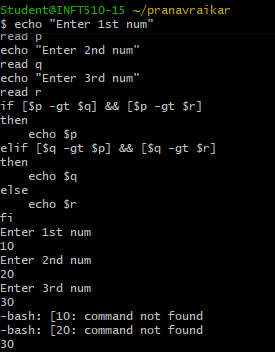 Student@INFT510-15 ~/pranavraikar
$ echo "Enter 1st num"
read p
echo "Enter 2nd num"
read q
echo "Enter 3rd num"
read r
if [$p -gt $q] && [$p -gt $r]
then
    echo $p
elif [$q -gt $p] && [$q -gt $r]
then
    echo $q
else
    echo $r
fi
Enter 1st num
10
Enter 2nd num
20
Enter 3rd num
30
-bash: [10: command not found
-bash: [20: command not found
30